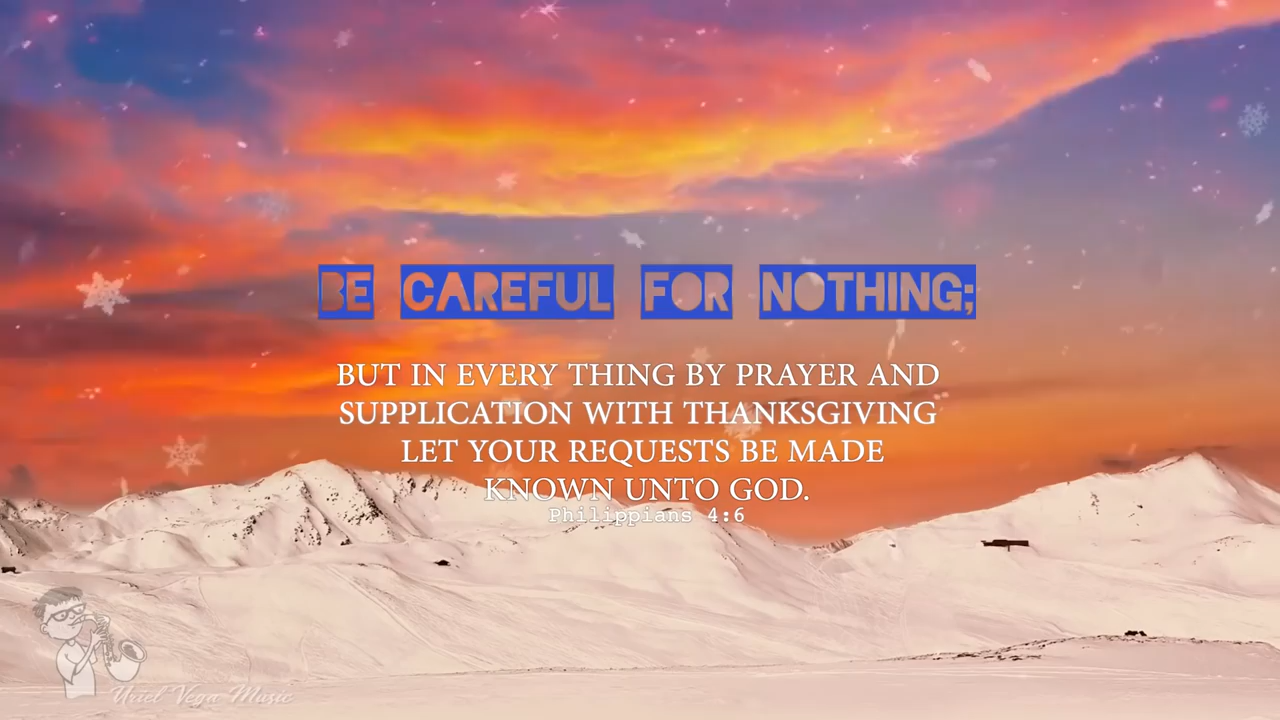 BE CAREFUL FOR NOTHING;
BUT IN EVERY THING BY PRAYER AND
SUPPLICATION WITH THANKSGIVING
LET YOUR REQUESTS BE MADE
KNOWN UNTO GOD.
Philippians 4:6
Uriel Vega Music